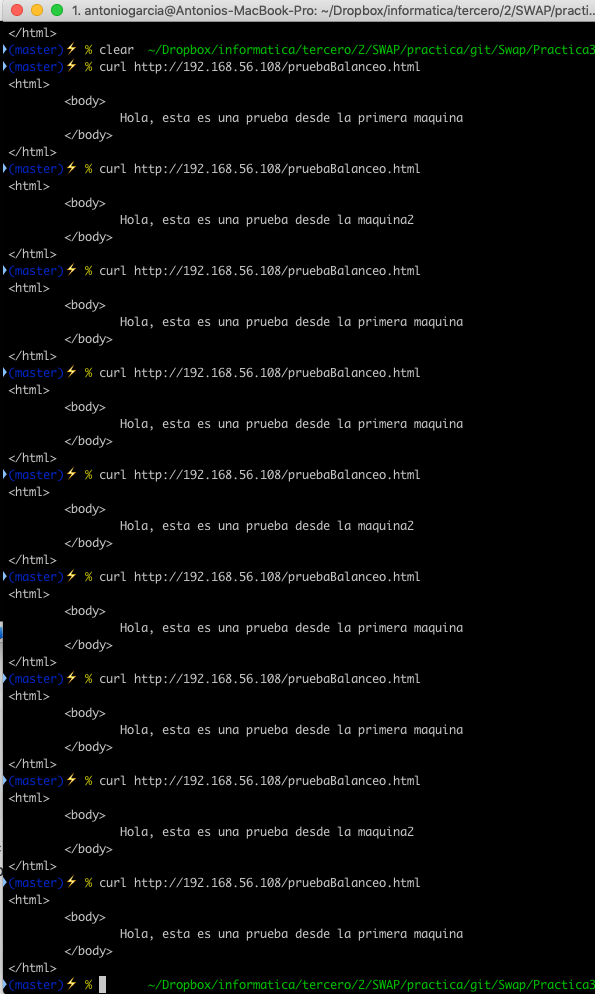 1. antoniogarcia@Antonios-MacBook-Pro: ~/Dropbox/informatica/tercero/2/SWAP/practi...
</html>
(master)⚡ % clear ~/Dropbox/informatica/tercero/2/SWAP/practica/git/Swap/Practica3
(master)⚡ % curl http://192.168.56.108/pruebaBalanceo.html
<html>
<body>
Hola, esta es una prueba desde la primera maquina
</body>
</html>
(master)⚡ % curl http://192.168.56.108/pruebaBalanceo.html
<html>
<body>
Hola, esta es una prueba desde la maquina2
</body>
</html>
(master)⚡ % curl http://192.168.56.108/pruebaBalanceo.html
<html>
<body>
Hola, esta es una prueba desde la primera maquina
</body>
</html>
(master)⚡ % curl http://192.168.56.108/pruebaBalanceo.html
<html>
<body>
Hola, esta es una prueba desde la primera maquina
</body>
</html>
(master)⚡ % curl http://192.168.56.108/pruebaBalanceo.html
<html>
<body>
Hola, esta es una prueba desde la maquina2
</body>
</html>
(master)⚡ % curl http://192.168.56.108/pruebaBalanceo.html
<html>
<body>
Hola, esta es una prueba desde la primera maquina
</body>
</html>
(master)⚡ % curl http://192.168.56.108/pruebaBalanceo.html
<html>
<body>
Hola, esta es una prueba desde la primera maquina
</body>
</html>
(master)⚡ % curl http://192.168.56.108/pruebaBalanceo.html
<html>
<body>
Hola, esta es una prueba desde la maquina2
</body>
</html>
(master)⚡ % curl http://192.168.56.108/pruebaBalanceo.html
<html>
<body>
Hola, esta es una prueba desde la primera maquina
</body>
</html>
(master)⚡ % ~/Dropbox/informatica/tercero/2/SWAP/practica/git/Swap/Practica3